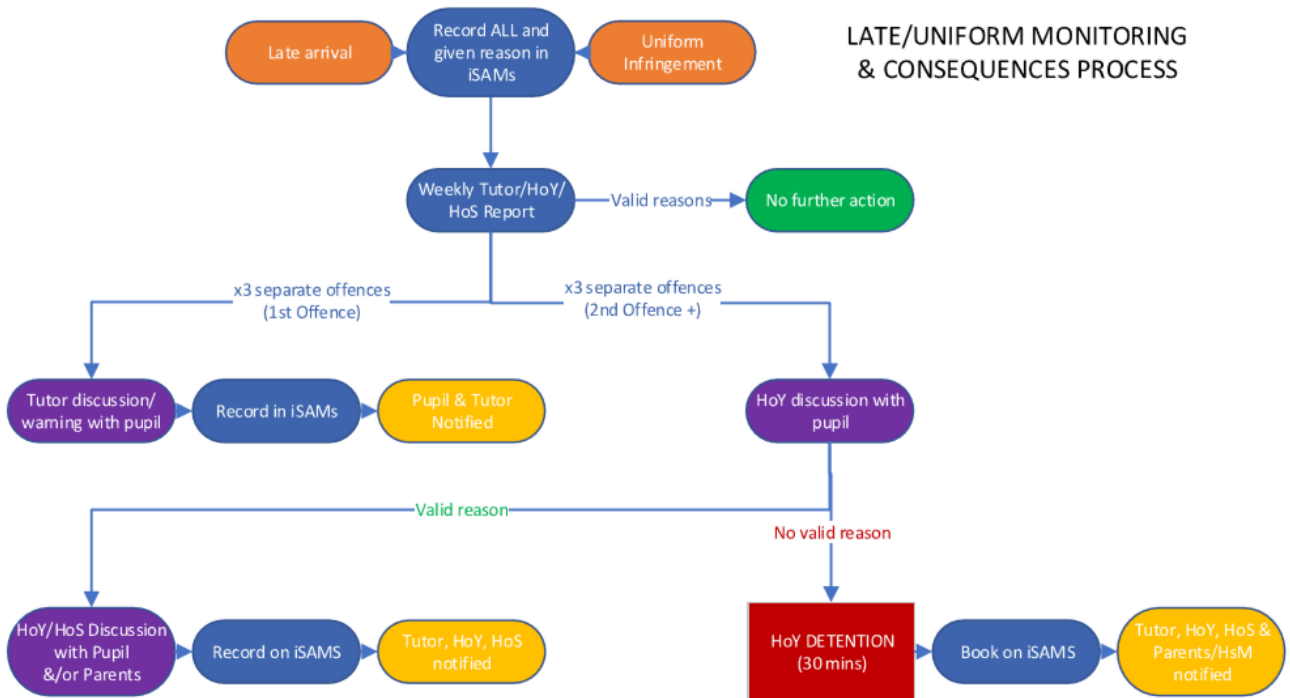 LATE/UNIFORM MONITORING
& CONSEQUENCES PROCESS
Late arrival
Record ALL and
given reason in
iSAMs
Uniform
Infringement
Weekly Tutor/HoY/
HoS Report
Valid reasons
No further action
x3 separate offences
(1st Offence)
x3 separate offences
(2nd Offence +)
Tutor discussion/
warning with pupil
Record in iSAMs
Pupil & Tutor
Notified
HoY discussion with
pupil
Valid reason
No valid reason
HoY/HoS Discussion
with Pupil
&/or Parents
Record on iSAMS
Tutor, HoY, HoS
notified
HoY DETENTION
(30 mins)
Book on iSAMS
Tutor, HoY, HoS &
Parents/HsM
notified